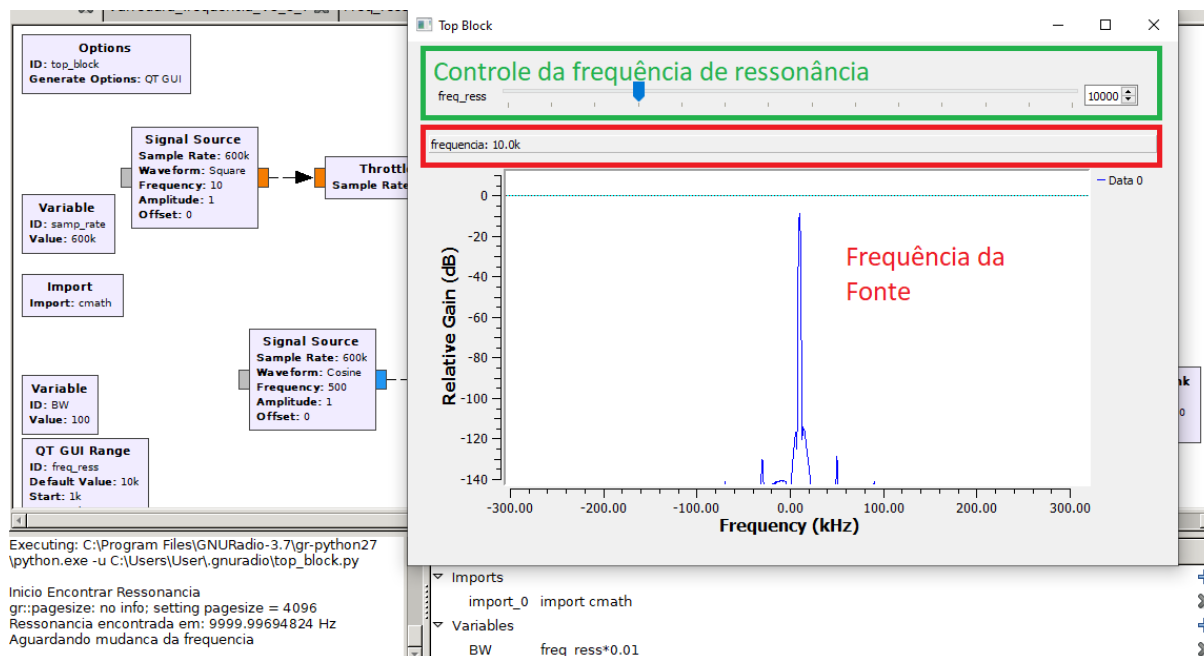 Options
ID: top_block
Generate Options: QT GUI
Signal Source
Sample Rate: 600k
Waveform: Square
Frequency: 10
Amplitude: 1
Offset: 0
Sample Rate
Variable
ID: samp_rate
Value: 600k
Import
Import: cmath
Signal Source
Sample Rate: 600k
Waveform: Cosine
Frequency: 500
Amplitude: 1
Offset: 0
Variable
ID: BW
Value: 100
QT GUI Range
ID: freq_ress
Default Value: 10k
Start: 1k
Top Block
Controle da frequência de ressonância
freq_ress
10000
frequencia: 10.0k
Data 0
0
-20
-40
-60
-80
-100
-120
-140
Relative Gain (dB)
Frequência da
Fonte
-300.00 -200.00 -100.00 0.00 100.00 200.00 300.00
Frequency (kHz)
Executing: C:\Program Files\GNURadio-3.7\gr-python27
\python.exe -u C:\Users\User\.gnuradio\top_block.py
Inicio Encontrar Ressonancia
gr::pagesize: no info; setting pagesize = 4096
Ressonancia encontrada em: 9999.99694824 Hz
Aguardando mudanca da frequencia
Imports
import_0 import cmath
Variables
BW freq_ress*0.01